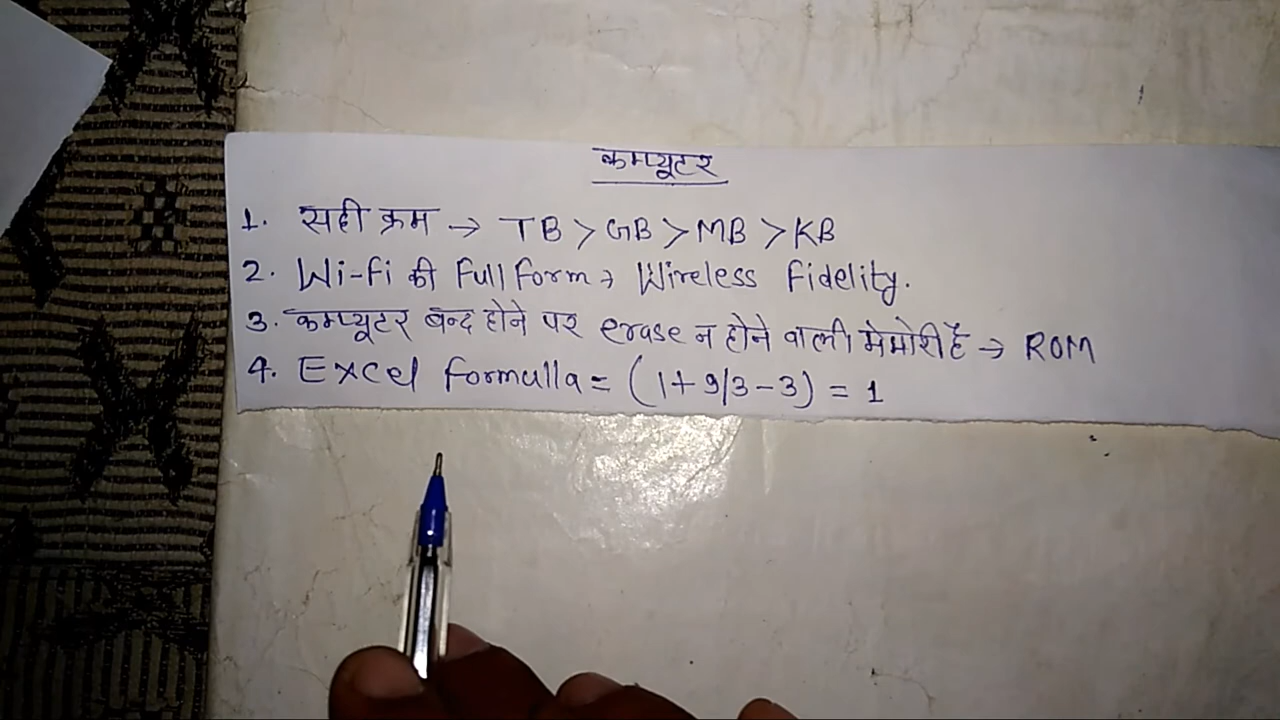 कम्प्यूटर
1. सही क्रम → TB > GB > MB > KB
2. Wi-Fi की Full Form → Wireless Fidelity.
3. कम्प्यूटर बन्द होने पर erase न होने वाली मेमोरी है → ROM
4. Excel formulla = (1+9/3-3) = 1